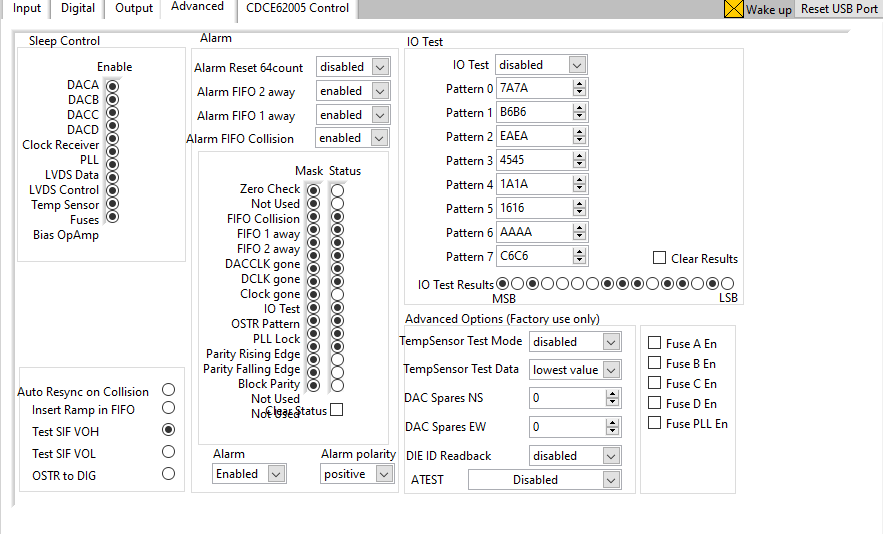 Input Digital Output Advanced CDCE62005 Control Wake up Reset USB Port
Sleep Control
Enable
DACA
DACB
DACC
DACD
Clock Receiver
PLL
LVDS Data
LVDS Control
Temp Sensor
Fuses
Bias OpAmp
Auto Resync on Collision
Insert Ramp in FIFO
Test SIF VOH
Test SIF VOL
OSTR to DIG
Alarm
Alarm Reset 64count disabled
Alarm FIFO 2 away enabled
Alarm FIFO 1 away enabled
Alarm FIFO Collision enabled
Mask Status
Zero Check
Not Used
FIFO Collision
FIFO 1 away
FIFO 2 away
DACCLK gone
DCLK gone
Clock gone
IO Test
OSTR Pattern
PLL Lock
Parity Rising Edge
Parity Falling Edge
Block Parity
Not Used
Not Used
Clear Status
Alarm Alarm polarity
Enabled positive
IO Test
IO Test disabled
Pattern 0 7A7A
Pattern 1 B6B6
Pattern 2 EAEA
Pattern 3 4545
Pattern 4 1A1A
Pattern 5 1616
Pattern 6 AAAA
Pattern 7 C6C6
Clear Results
IO Test Results
MSB LSB
Advanced Options (Factory use only)
TempSensor Test Mode disabled
TempSensor Test Data lowest value
DAC Spares NS 0
DAC Spares EW 0
DIE ID Readback disabled
ATEST Disabled
Fuse A En
Fuse B En
Fuse C En
Fuse D En
Fuse PLL En